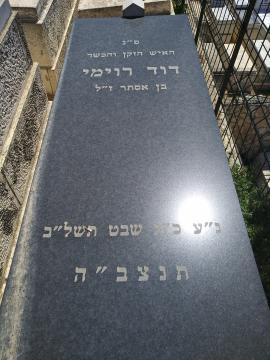 ט"נ
האיש הזקן והכשר
דוד רוימי
בן אסתר ז"ל
נ"ע שבט תשל"ב
תנצב"ה